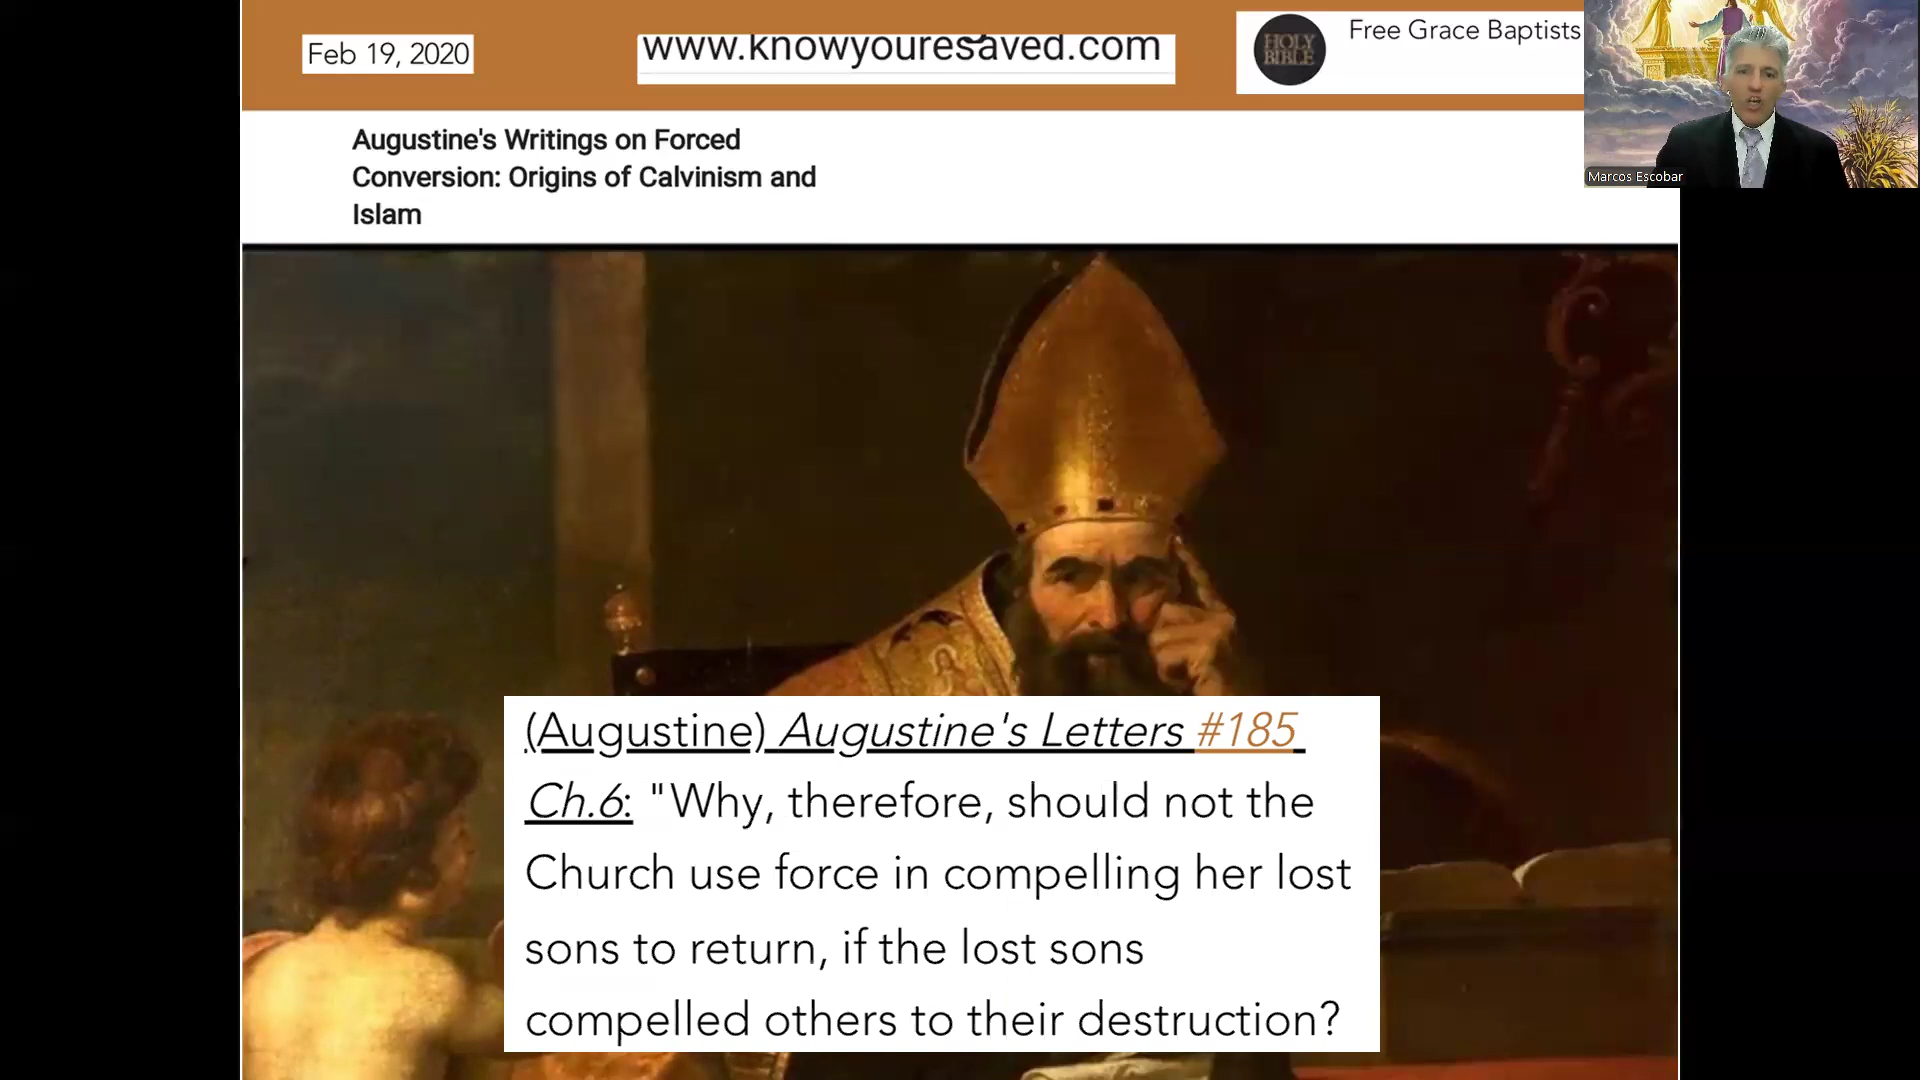 Feb 19, 2020
www.knowyouresaved.com
HOLY
BIBLE
Free Grace Baptists
Marcos Escobar
Augustine's Writings on Forced
Conversion: Origins of Calvinism and
Islam
(Augustine) Augustine's Letters #185
Ch.6: "Why, therefore, should not the
Church use force in compelling her lost
sons to return, if the lost sons
compelled others to their destruction?